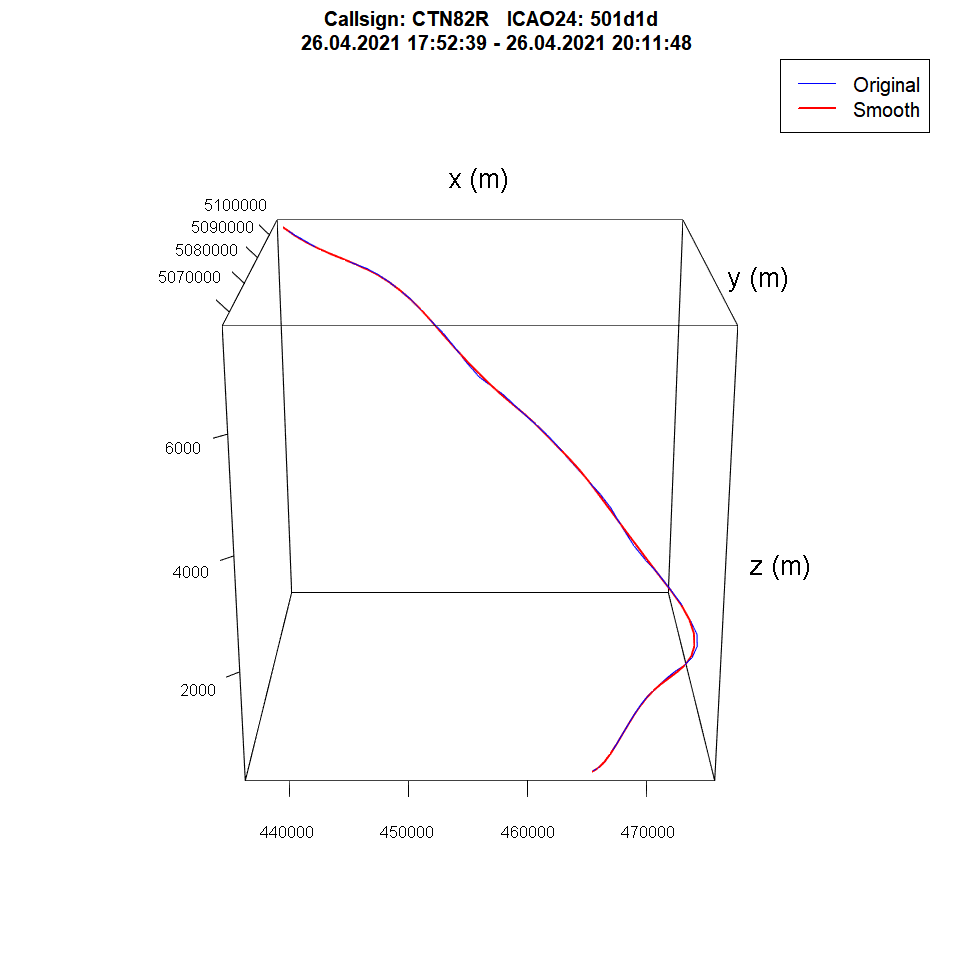 Callsign: CTN82R   ICAO24: 501d1d
26.04.2021 17:52:39 - 26.04.2021 20:11:48
Original
Smooth
x (m)
5100000
5090000
5080000
5070000
y (m)
6000
4000
z (m)
2000
440000 450000 460000 470000